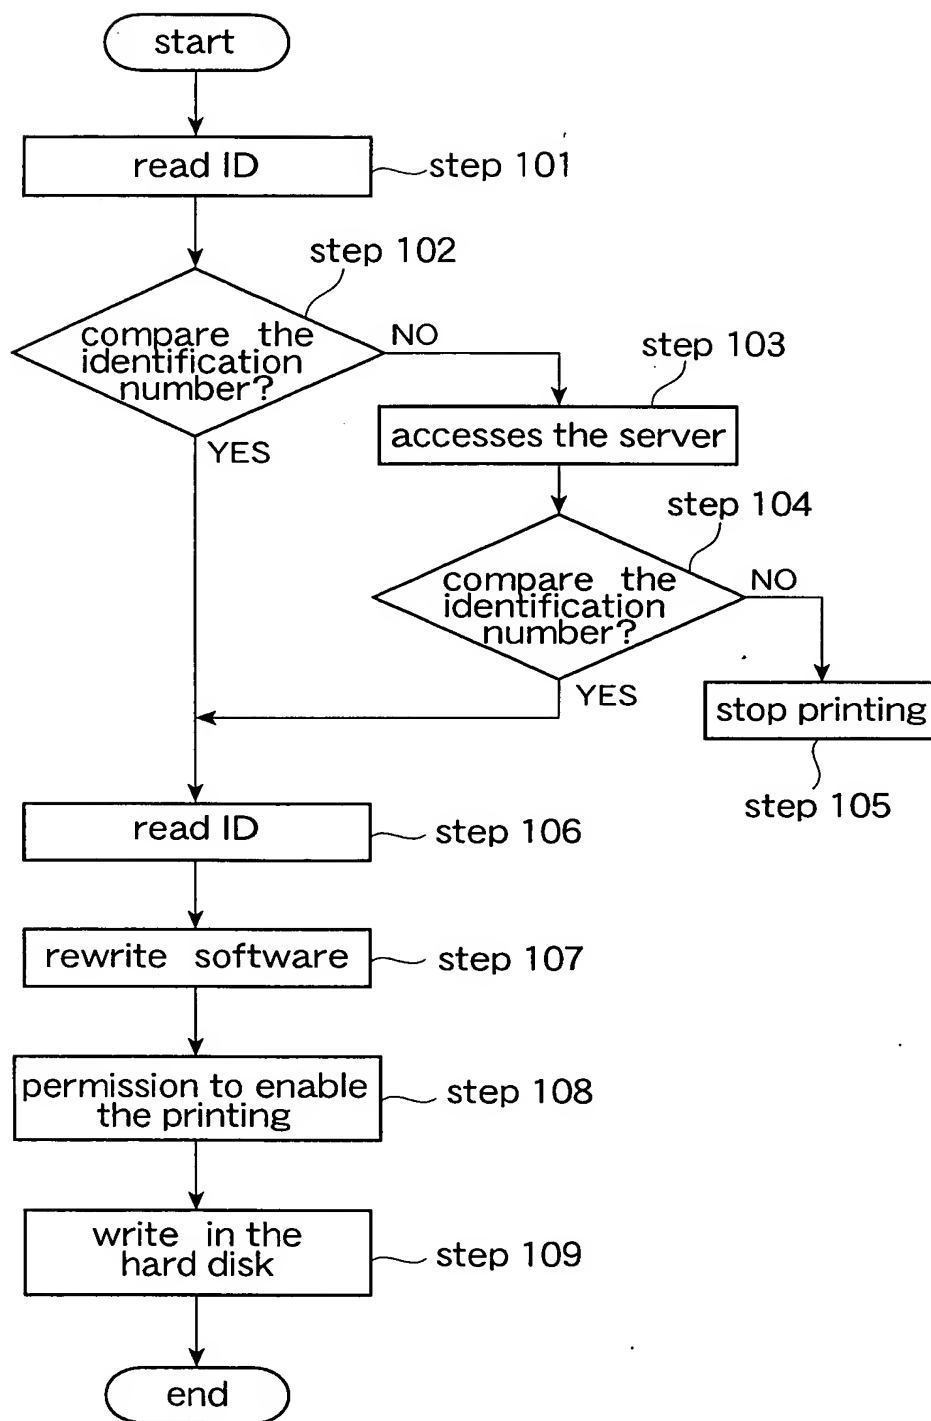 start
read ID
step 101
step 102
compare the
identification
number?
NO
YES
step 103
accesses the server
step 104
compare the
identification
number?
NO
YES
stop printing
step 105
read ID
step 106
rewrite software
step 107
permission to enable
the printing
step 108
write in the
hard disk
step 109
end